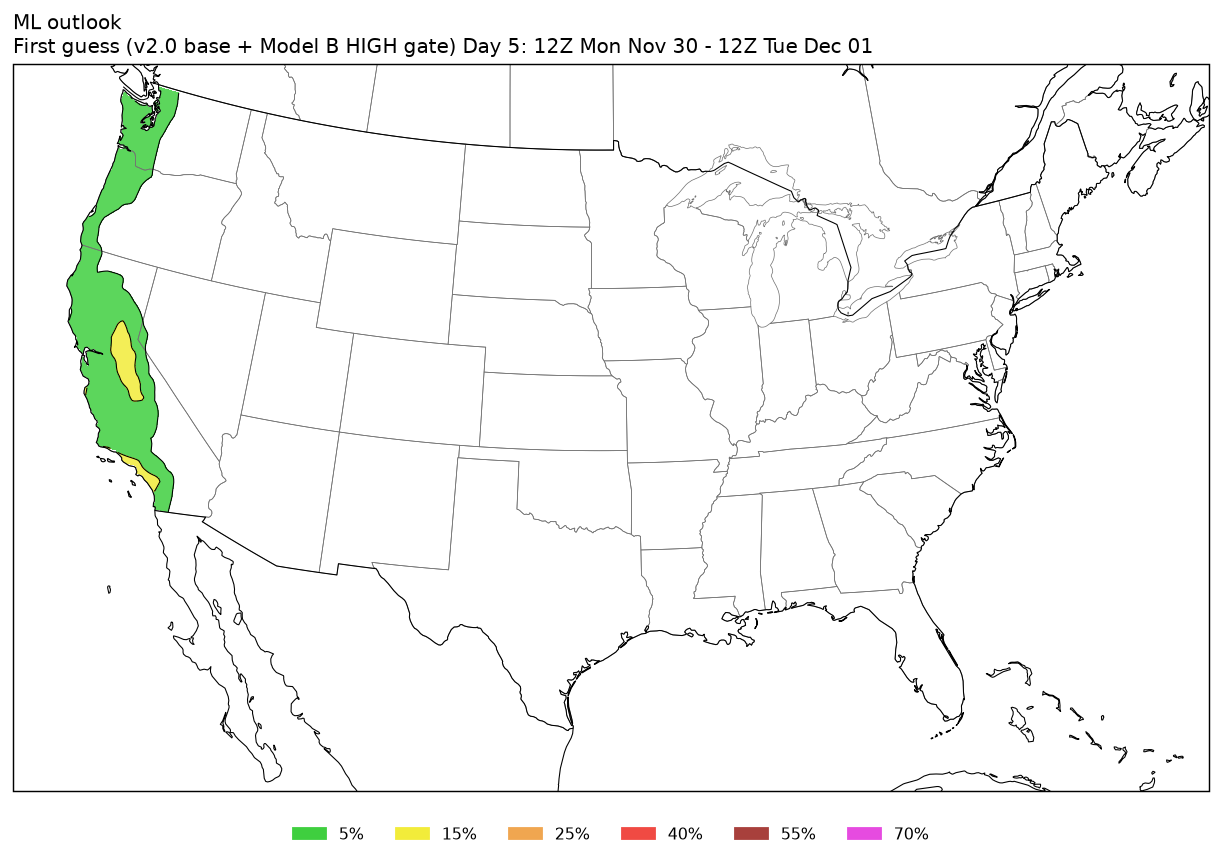 ML outlook
First guess (v2.0 base + Model B HIGH gate) Day 5: 12Z Mon Nov 30 - 12Z Tue Dec 01
5% 15% 25% 40% 55% 70%